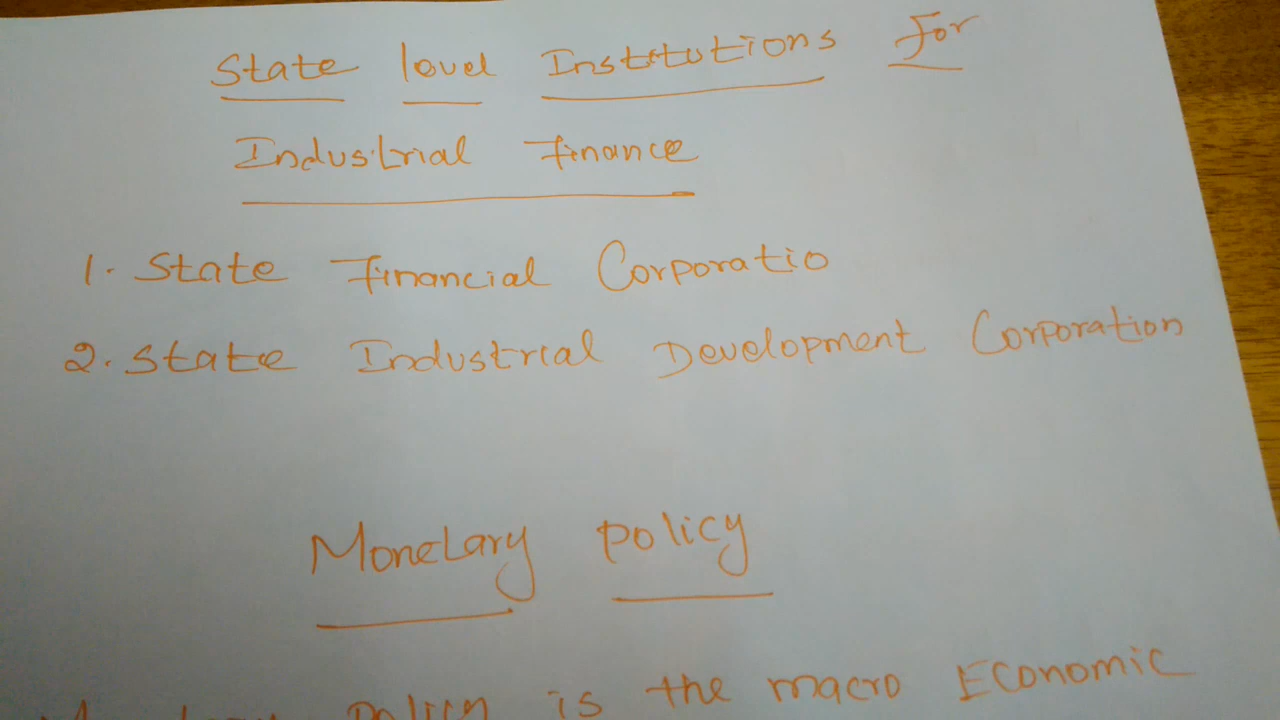 State level Institutions for
Industrial Finance
1. State Financial Corporatio
2. State Industrial Development Corporation
Monetary policy
policy is the macro Economic